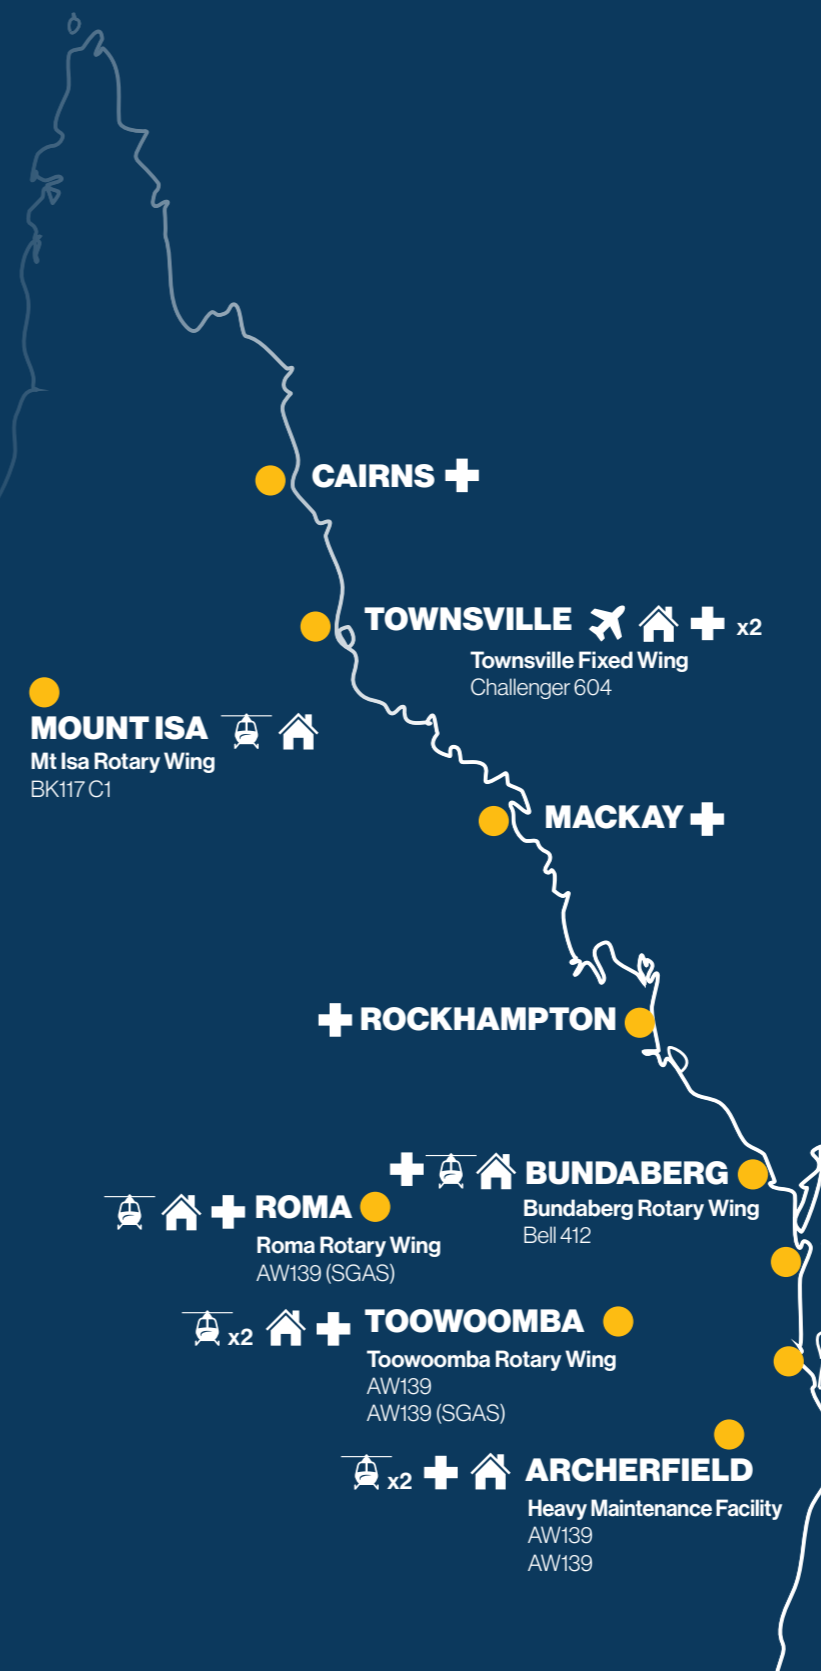 CAIRNS
TOWNSVILLE x2
Townsville Fixed Wing
Challenger 604
MOUNT ISA
Mt Isa Rotary Wing
BK117 C1
MACKAY
ROCKHAMPTON
BUNDABERG
Bundaberg Rotary Wing
Bell 412
ROMA
Roma Rotary Wing
AW139 (SGAS)
x2 TOOWOOMBA
Toowoomba Rotary Wing
AW139
AW139 (SGAS)
x2 ARCHERFIELD
Heavy Maintenance Facility
AW139
AW139